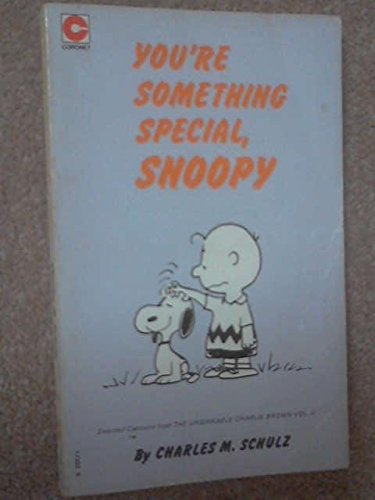 CORONET
YOU'RE
SOMETHING
SPECIAL,
SNOOPY
Selected Cartoons from THE UNSINKABLE CHARLIE BROWN VOL. II
By CHARLES M. SCHULZ